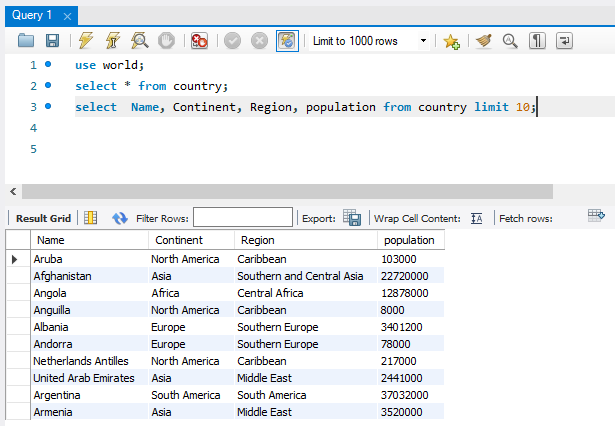 Query 1 ×
Limit to 1000 rows
1 use world;
2 select * from country;
3 select  Name, Continent, Region, population from country limit 10;
4
5
Result Grid Filter Rows: Export: Wrap Cell Content: Fetch rows:
Name Continent Region population
Aruba North America Caribbean 103000
Afghanistan Asia Southern and Central Asia 22720000
Angola Africa Central Africa 12878000
Anguilla North America Caribbean 8000
Albania Europe Southern Europe 3401200
Andorra Europe Southern Europe 78000
Netherlands Antilles North America Caribbean 217000
United Arab Emirates Asia Middle East 2441000
Argentina South America South America 37032000
Armenia Asia Middle East 3520000